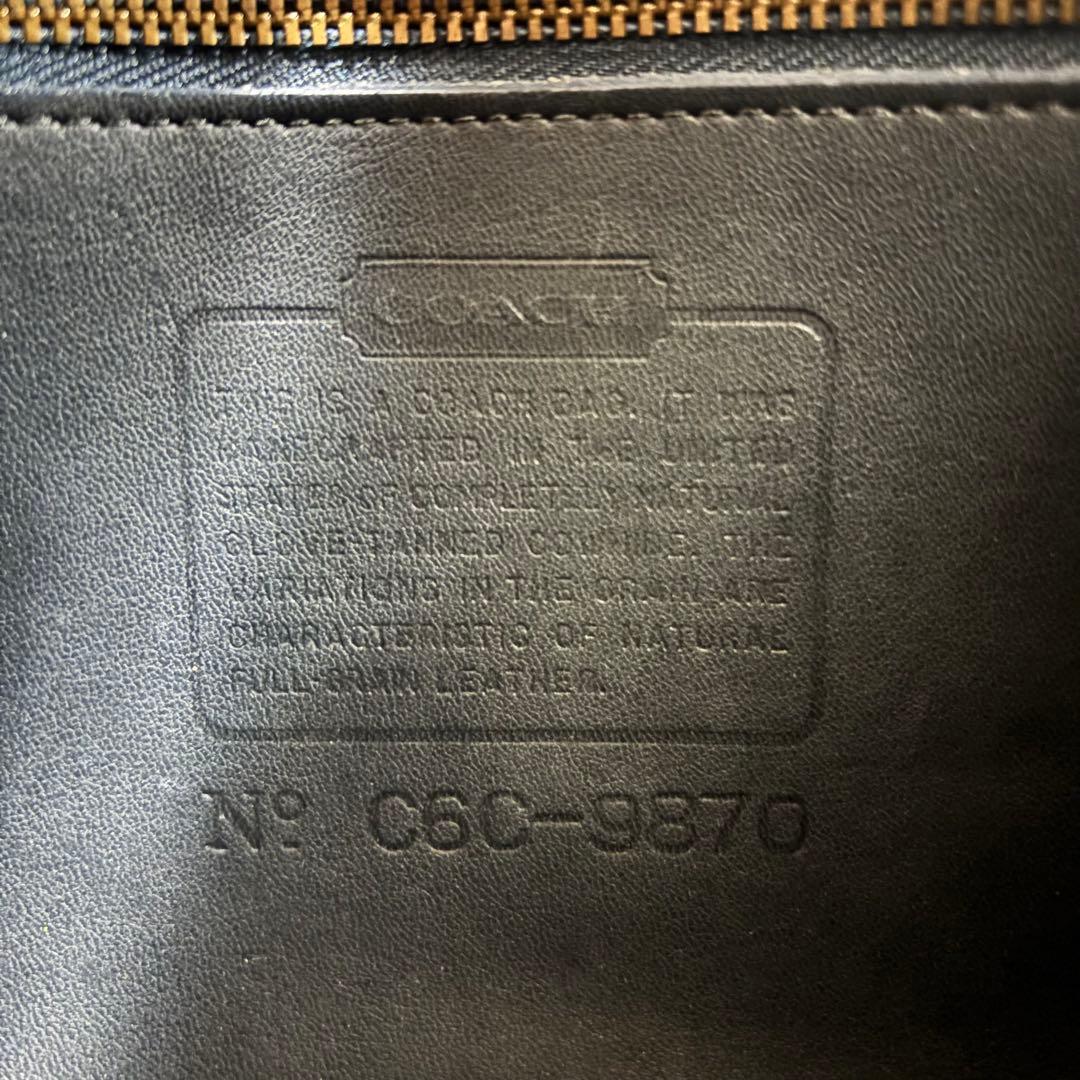 COACH
THIS IS A COACH BAG. IT WAS
HANDCRAFTED IN THE UNITED
STATES OF COMPLETELY NATURAL
GLOVE-TANNED COWHIDE. THE
VARIATIONS IN THE GRAIN ARE
CHARACTERISTIC OF NATURAL
FULL-GRAIN LEATHER.
Nº C6C-9870